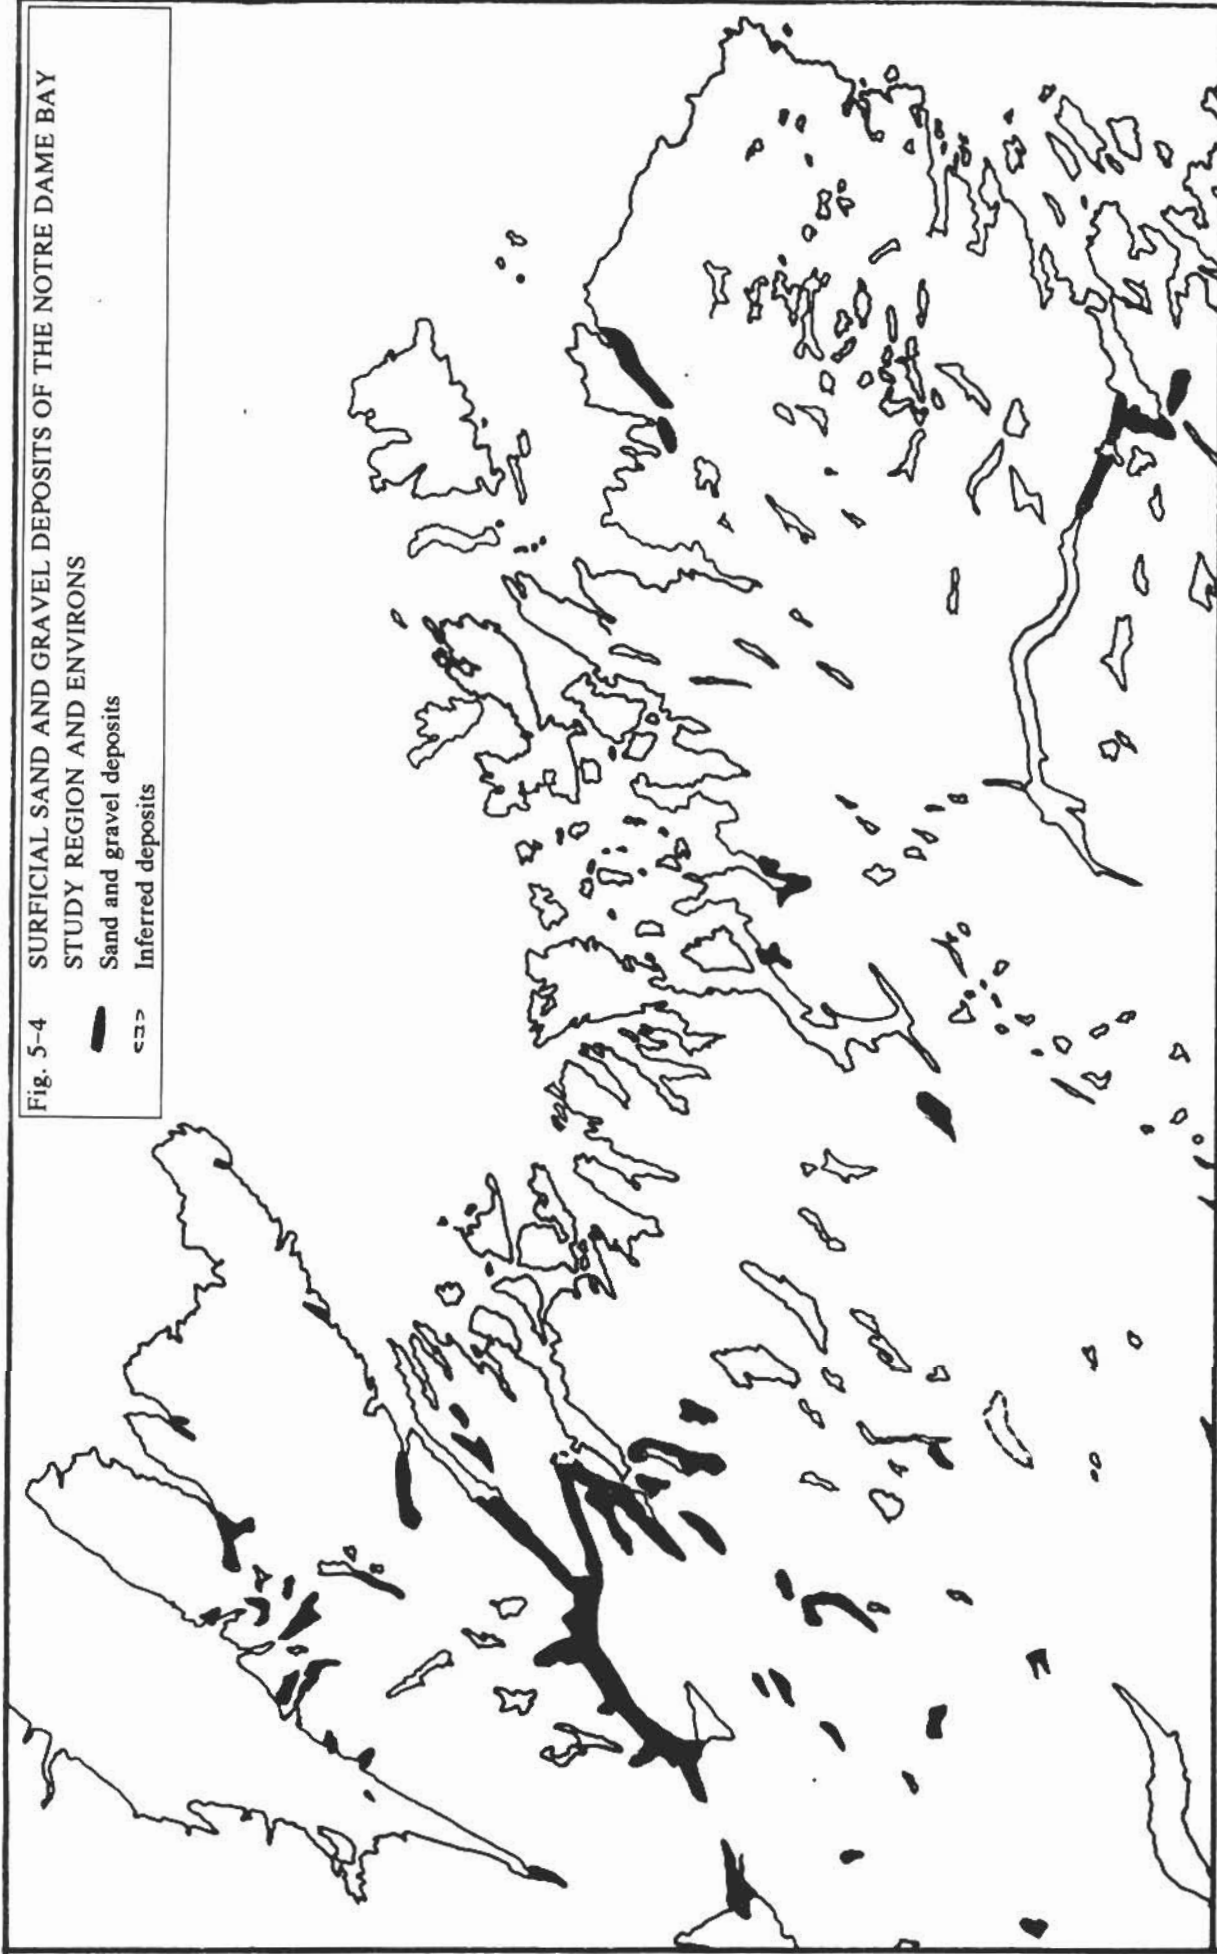 Fig. 5-4 SURFICIAL SAND AND GRAVEL DEPOSITS OF THE NOTRE DAME BAY
STUDY REGION AND ENVIRONS
Sand and gravel deposits
Inferred deposits